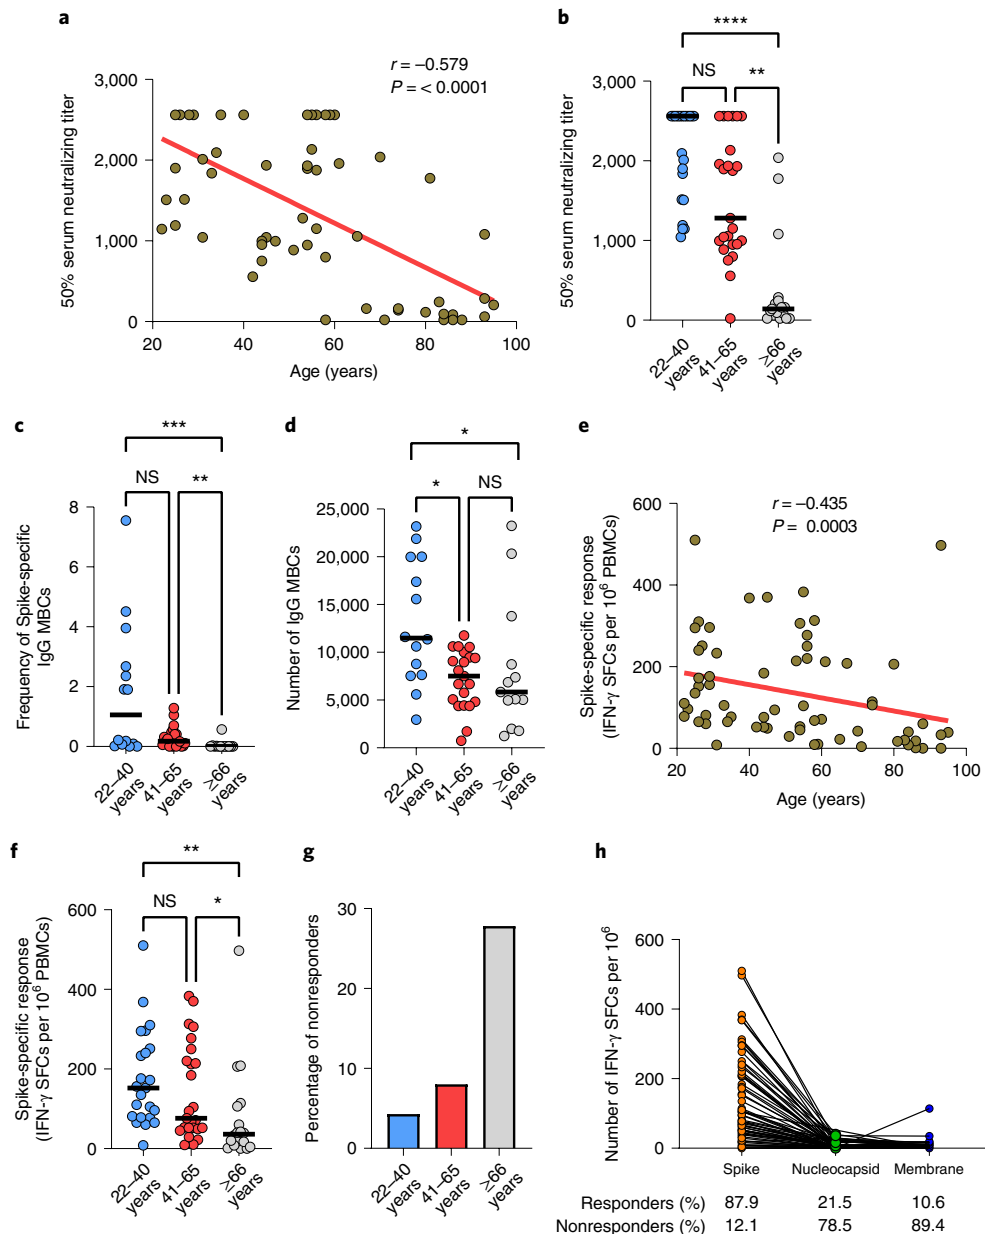 a
r = −0.579
P = < 0.0001
50% serum neutralizing titer
3,000
2,000
1,000
0
20
40
60
80
100
Age (years)
b
****
NS
**
50% serum neutralizing titer
3,000
2,000
1,000
0
22–40 years
41–65 years
≥66 years
c
***
NS
**
Frequency of Spike-specific
IgG MBCs
8
6
4
2
0
22–40 years
41–65 years
≥66 years
d
*
*
NS
Number of IgG MBCs
25,000
20,000
15,000
10,000
5,000
0
22–40 years
41–65 years
≥66 years
e
r = −0.435
P = 0.0003
Spike-specific response
(IFN-γ SFCs per 10⁶ PBMCs)
600
400
200
0
20
40
60
80
100
Age (years)
f
**
NS
*
Spike-specific response
(IFN-γ SFCs per 10⁶ PBMCs)
600
400
200
0
22–40 years
41–65 years
≥66 years
g
Percentage of nonresponders
30
20
10
0
22–40 years
41–65 years
≥66 years
h
Number of IFN-γ SFCs per 10⁶
600
400
200
0
Spike Nucleocapsid Membrane
Responders (%) 87.9 21.5 10.6
Nonresponders (%) 12.1 78.5 89.4